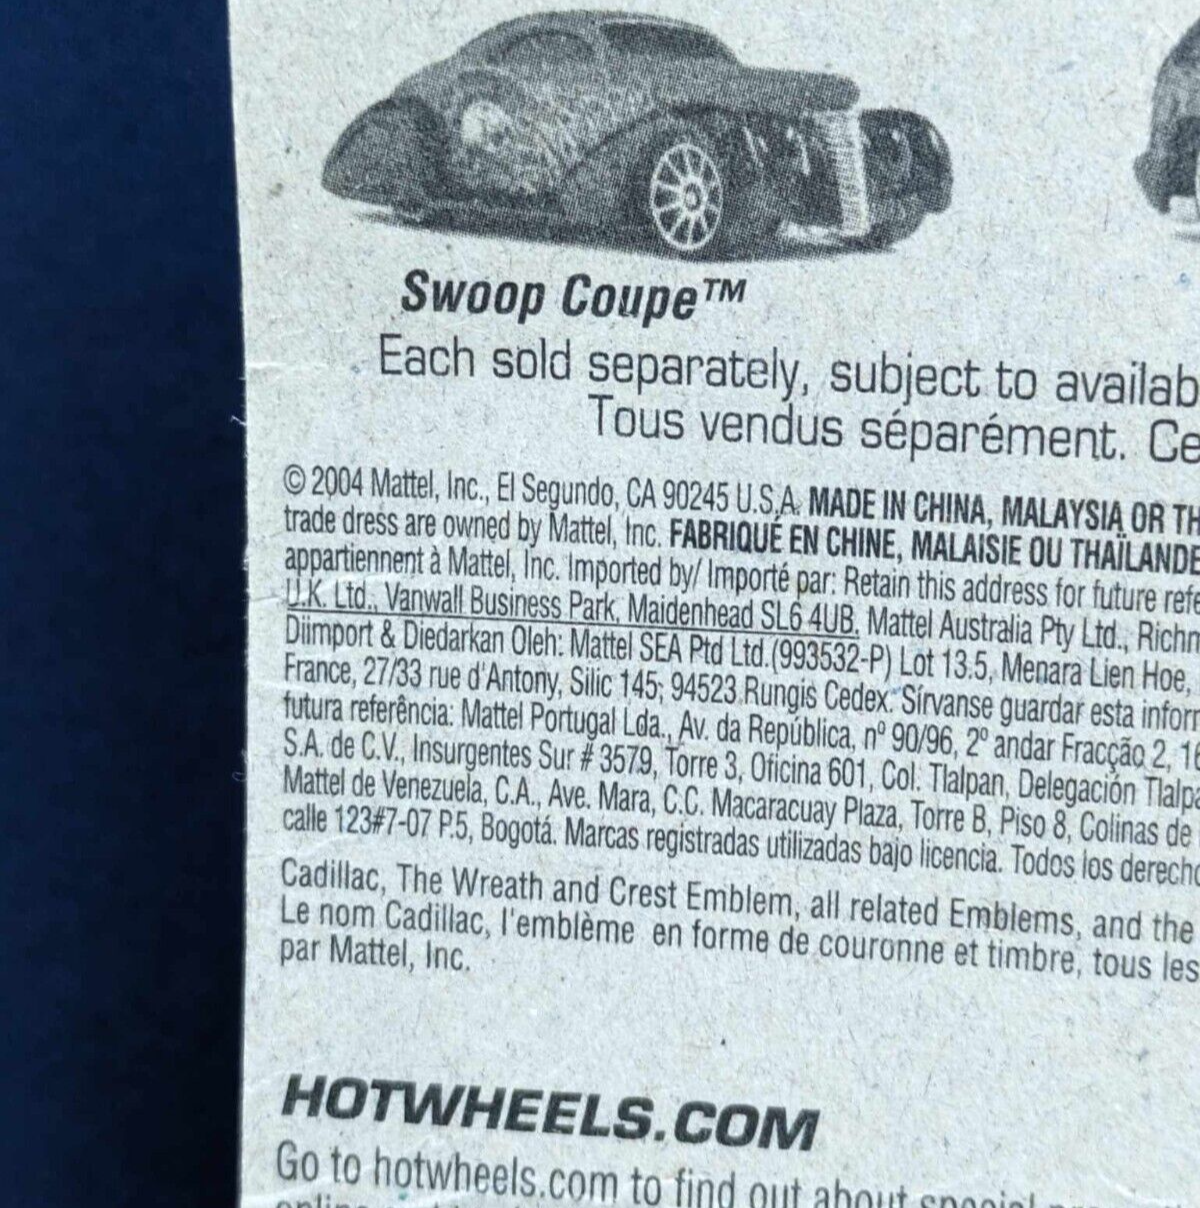 Swoop Coupe™
Each sold separately, subject to availab
Tous vendus séparément. Ce
© 2004 Mattel, Inc., El Segundo, CA 90245 U.S.A. MADE IN CHINA, MALAYSIA OR TH
trade dress are owned by Mattel, Inc. FABRIQUÉ EN CHINE, MALAISIE OU THAÏLANDE
appartiennent à Mattel, Inc. Imported by/ Importé par: Retain this address for future refe
U.K. Ltd., Vanwall Business Park, Maidenhead SL6 4UB. Mattel Australia Pty Ltd., Richm
Diimport & Diedarkan Oleh: Mattel SEA Ptd Ltd.(993532-P) Lot 13.5, Menara Lien Hoe,
France, 27/33 rue d'Antony, Silic 145, 94523 Rungis Cedex. Sírvanse guardar esta infor
futura referência: Mattel Portugal Lda., Av. da República, nº 90/96, 2º andar Fracção 2, 16
S.A. de C.V., Insurgentes Sur # 3579, Torre 3, Oficina 601, Col. Tlalpan, Delegación Tlalpa
Mattel de Venezuela, C.A., Ave. Mara, C.C. Macaracuay Plaza, Torre B, Piso 8, Colinas de
calle 123#7-07 P.5, Bogotá. Marcas registradas utilizadas bajo licencia. Todos los derecho
Cadillac, The Wreath and Crest Emblem, all related Emblems, and the
Le nom Cadillac, l'emblème en forme de couronne et timbre, tous les
par Mattel, Inc.
HOTWHEELS.COM
Go to hotwheels.com to find out about special